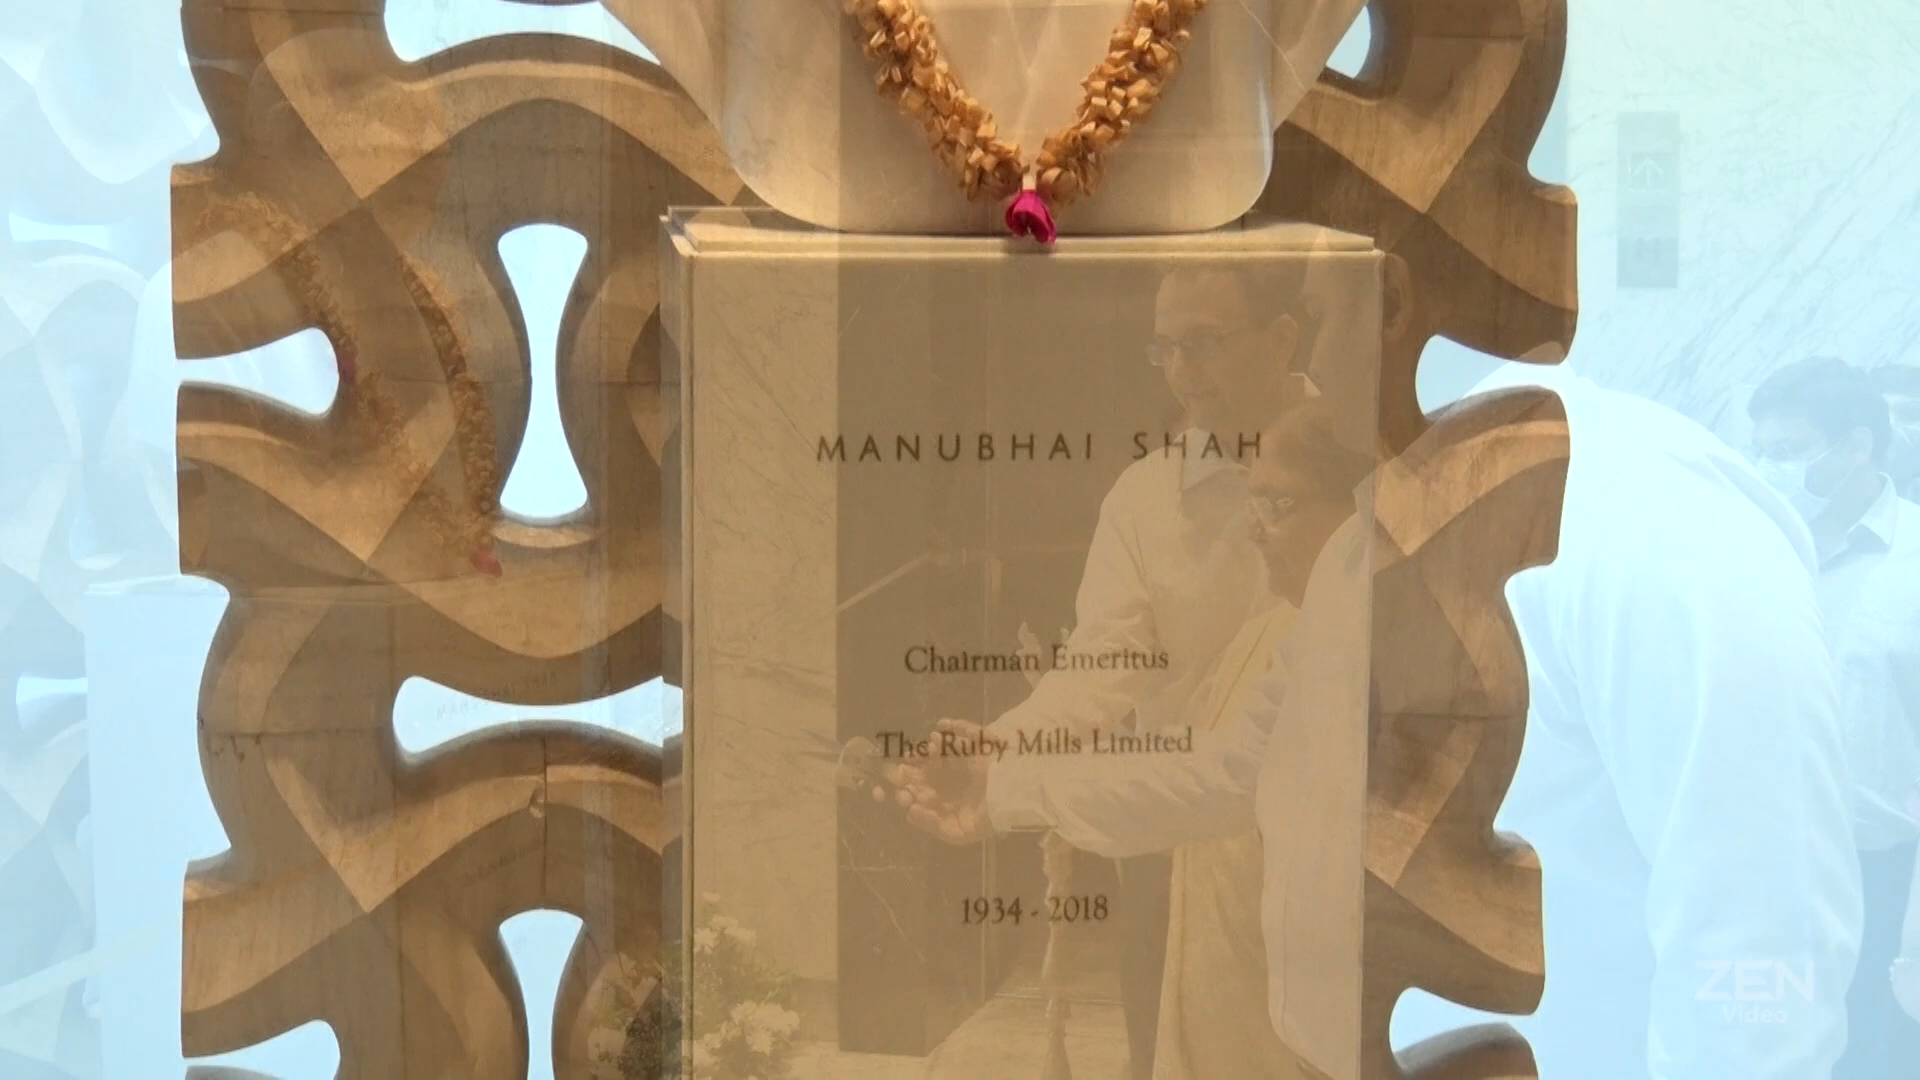 MANUBHAI SHAH
Chairman Emeritus
The Ruby Mills Limited
1934 - 2018
ZEN
Video